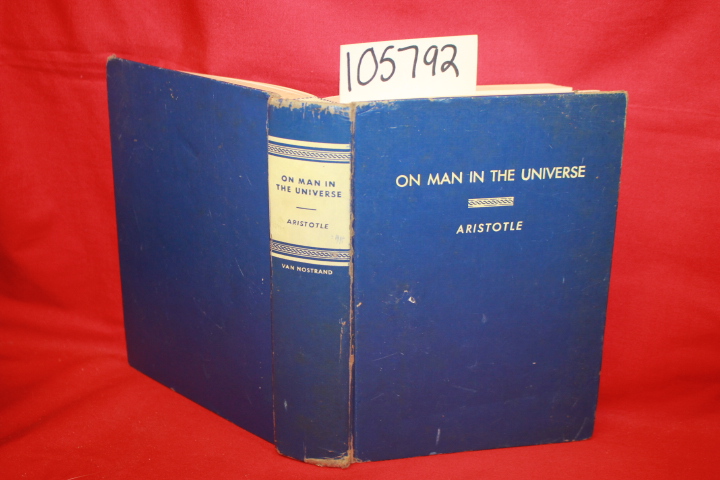 105792
ON MAN IN
THE UNIVERSE
ARISTOTLE
VAN NOSTRAND
ON MAN IN THE UNIVERSE
ARISTOTLE